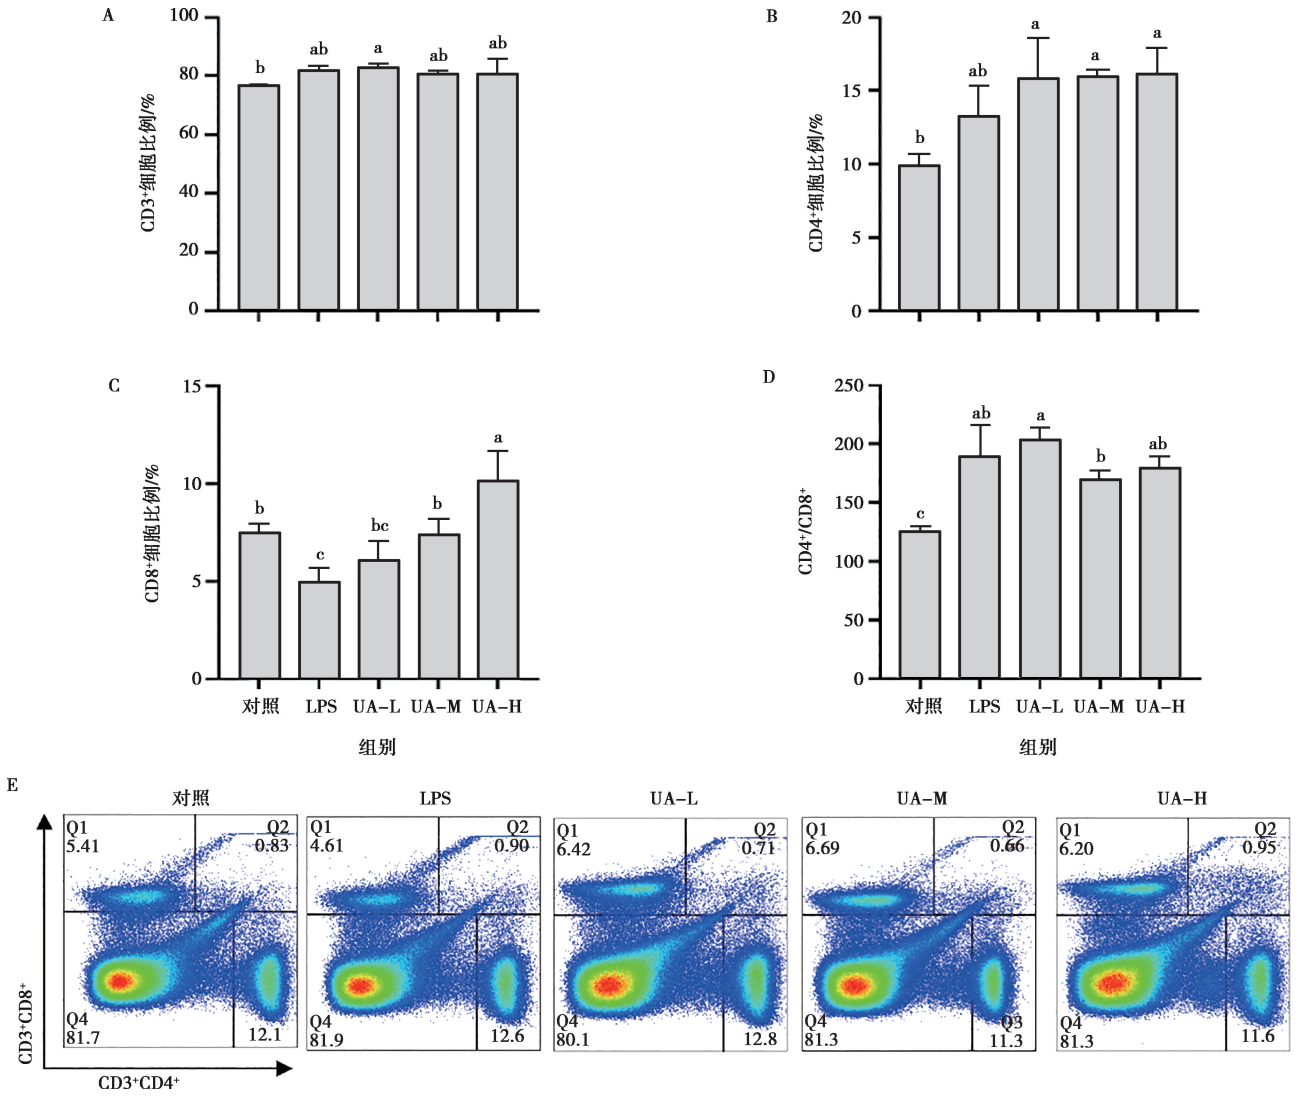 A
CD3+细胞比例/%
100
80
60
40
20
0
b
ab
a
ab
ab
B
CD4+细胞比例/%
20
15
10
5
0
b
ab
a
a
a
C
CD8+细胞比例/%
15
10
5
0
b
c
bc
b
a
对照 LPS UA-L UA-M UA-H
组别
D
CD4+/CD8+
250
200
150
100
50
0
c
ab
a
b
ab
对照 LPS UA-L UA-M UA-H
组别
E
CD3+CD8+
对照
Q1 Q2
5.41 0.83
Q4
81.7 12.1
LPS
Q1 Q2
4.61 0.90
Q4
81.9 12.6
UA-L
Q1 Q2
6.42 0.71
Q4
80.1 12.8
UA-M
Q1 Q2
6.69 0.66
Q4 Q3
81.3 11.3
UA-H
Q1 Q2
6.20 0.95
Q4
81.3 11.6
CD3+CD4+